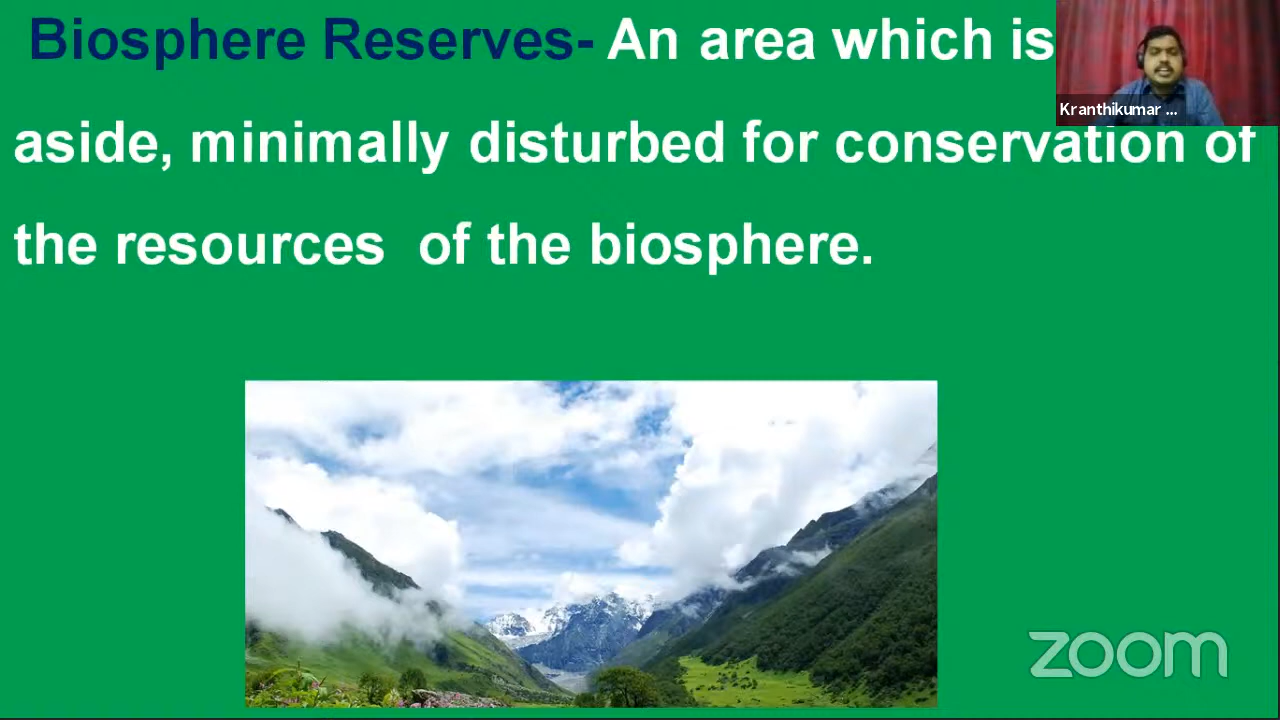 Biosphere Reserves- An area which is
Kranthikumar ...
aside, minimally disturbed for conservation of
the resources of the biosphere.
zoom